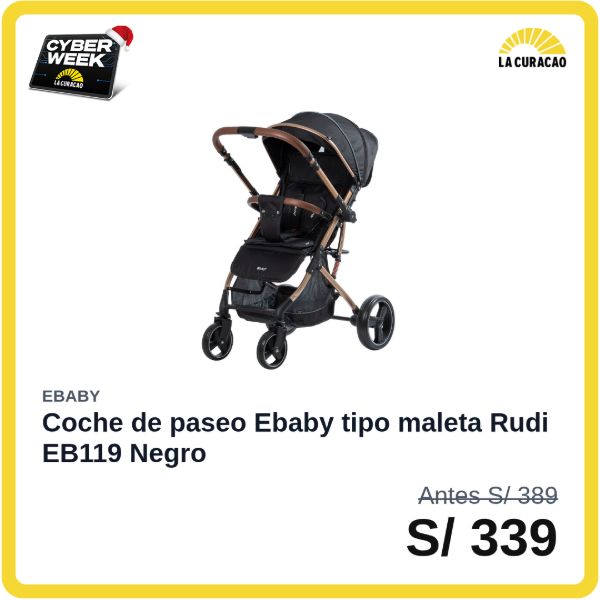 CYBER
WEEK
LA CURACAO
LA CURACAO
EBABY
Coche de paseo Ebaby tipo maleta Rudi
EB119 Negro
Antes S/ 389
S/ 339